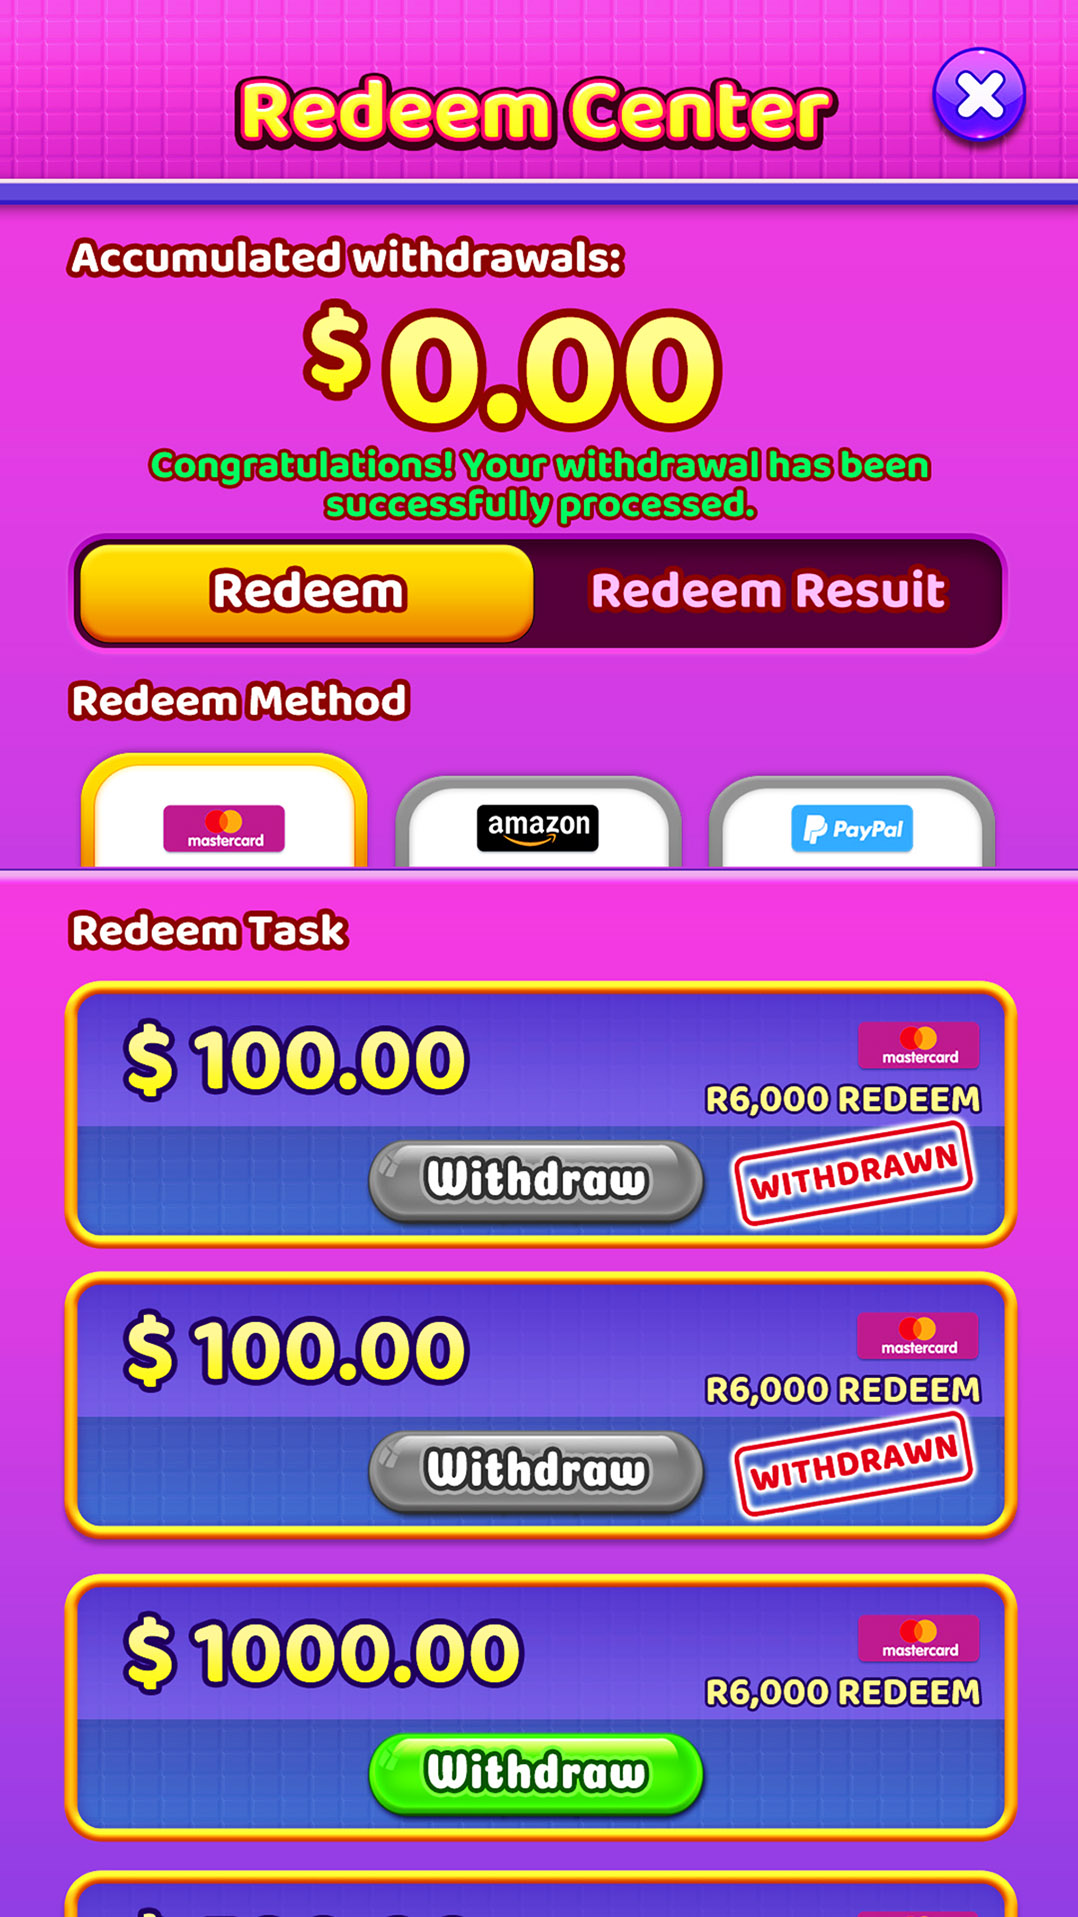 Redeem Center
Accumulated withdrawals:
$0.00
Congratulations! Your withdrawal has been
successfully processed.
Redeem
Redeem Resuit
Redeem Method
mastercard
amazon
PayPal
Redeem Task
$ 100.00
mastercard
R6,000 REDEEM
Withdraw
WITHDRAWN
$ 100.00
mastercard
R6,000 REDEEM
Withdraw
WITHDRAWN
$ 1000.00
mastercard
R6,000 REDEEM
Withdraw